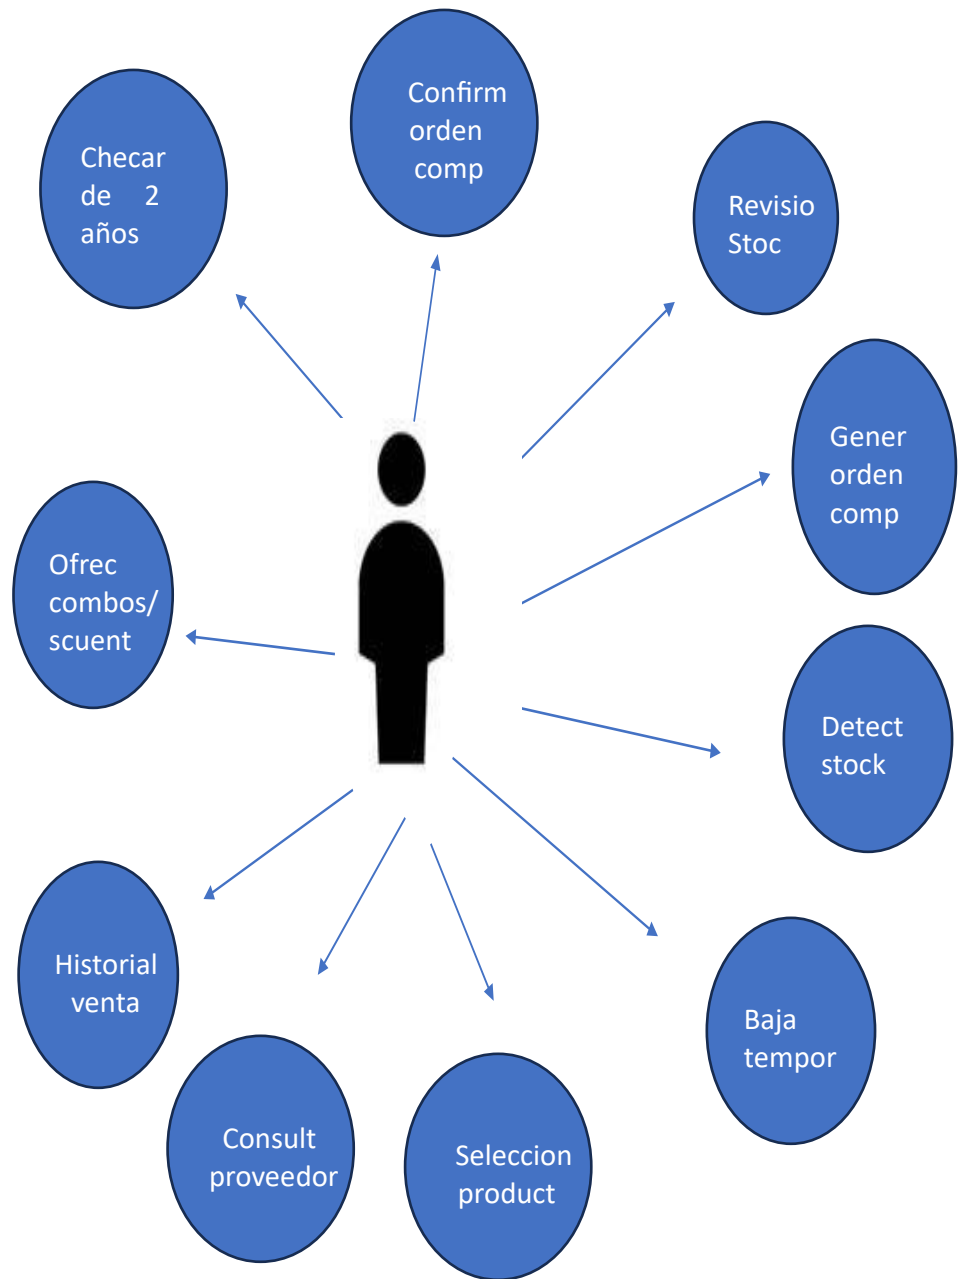 Confirm
orden
comp
Checar
de 2
años
Revisio
Stoc
Gener
orden
comp
Ofrec
combos/
scuent
Detect
stock
Historial
venta
Baja
tempor
Consult
proveedor
Seleccion
product